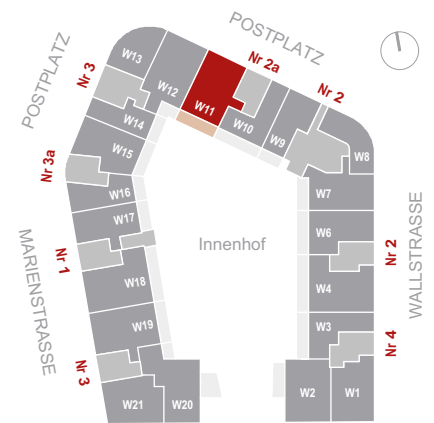 POSTPLATZ
Nr 2a
Nr 2
Nr 3
POSTPLATZ
Nr 3a
MARIENSTRASSE
Nr 1
Nr 3
WALLSTRASSE
Nr 2
Nr 4
Innenhof
W13
W12
W11
W10
W9
W8
W14
W15
W16
W17
W18
W19
W21
W20
W7
W6
W4
W3
W2
W1